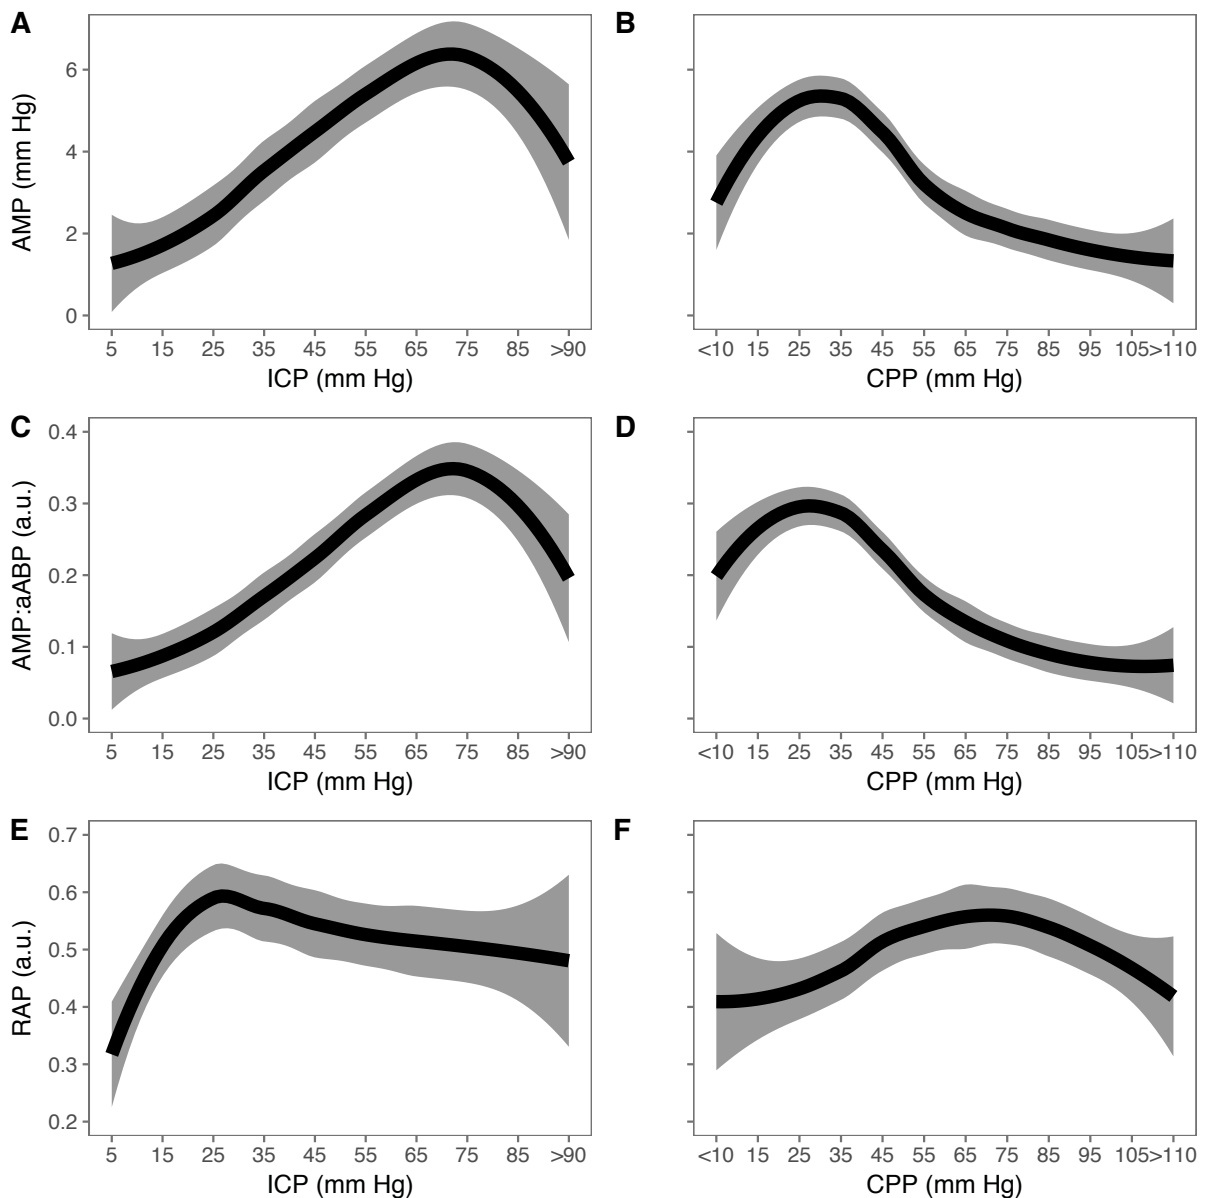 A
B
AMP (mm Hg)
6
4
2
0
5 15 25 35 45 55 65 75 85 >90
<10 15 25 35 45 55 65 75 85 95 105 >110
ICP (mm Hg)
CPP (mm Hg)
C
D
AMP:aABP (a.u.)
0.4
0.3
0.2
0.1
0.0
5 15 25 35 45 55 65 75 85 >90
<10 15 25 35 45 55 65 75 85 95 105 >110
ICP (mm Hg)
CPP (mm Hg)
E
F
RAP (a.u.)
0.7
0.6
0.5
0.4
0.3
0.2
5 15 25 35 45 55 65 75 85 >90
<10 15 25 35 45 55 65 75 85 95 105 >110
ICP (mm Hg)
CPP (mm Hg)